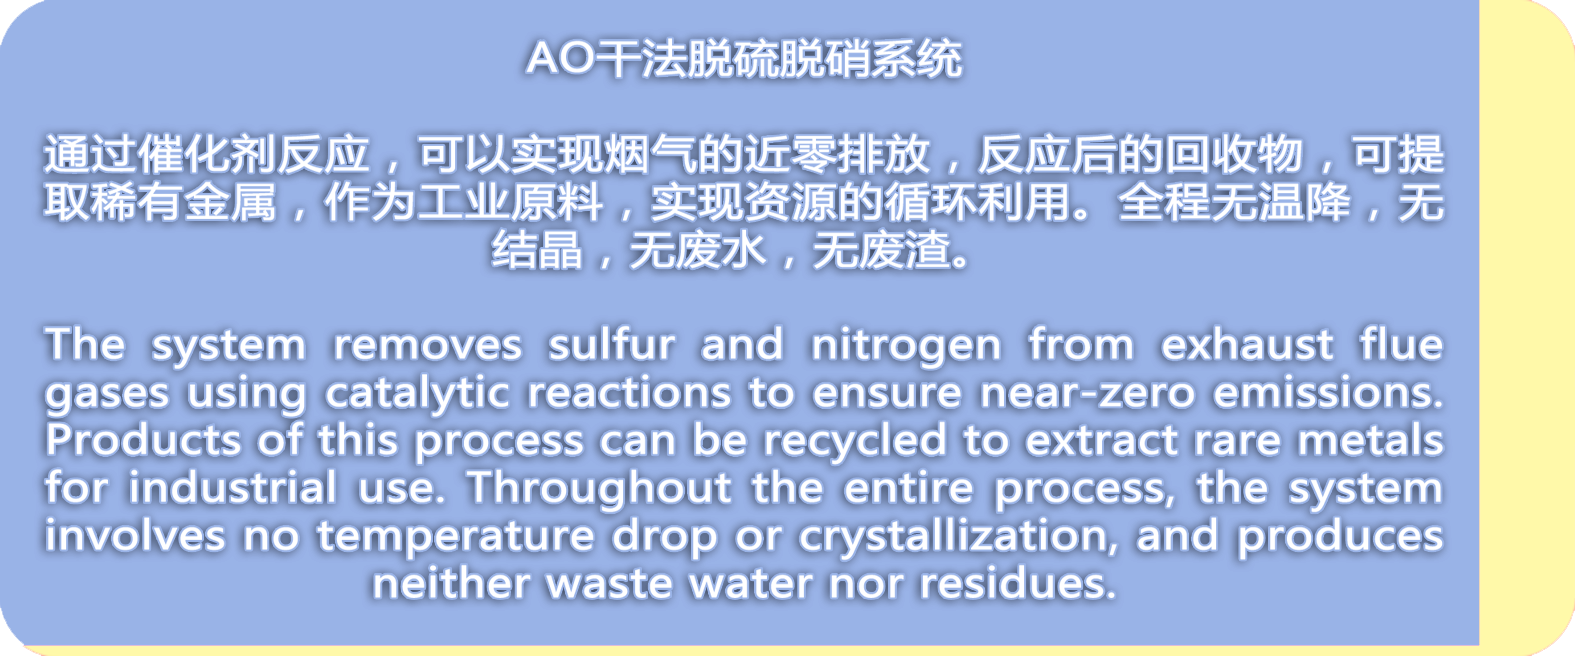 AO干法脱硫脱硝系统
通过催化剂反应，可以实现烟气的近零排放，反应后的回收物，可提
取稀有金属，作为工业原料，实现资源的循环利用。全程无温降，无
结晶，无废水，无废渣。
The system removes sulfur and nitrogen from exhaust flue
gases using catalytic reactions to ensure near-zero emissions.
Products of this process can be recycled to extract rare metals
for industrial use. Throughout the entire process, the system
involves no temperature drop or crystallization, and produces
neither waste water nor residues.